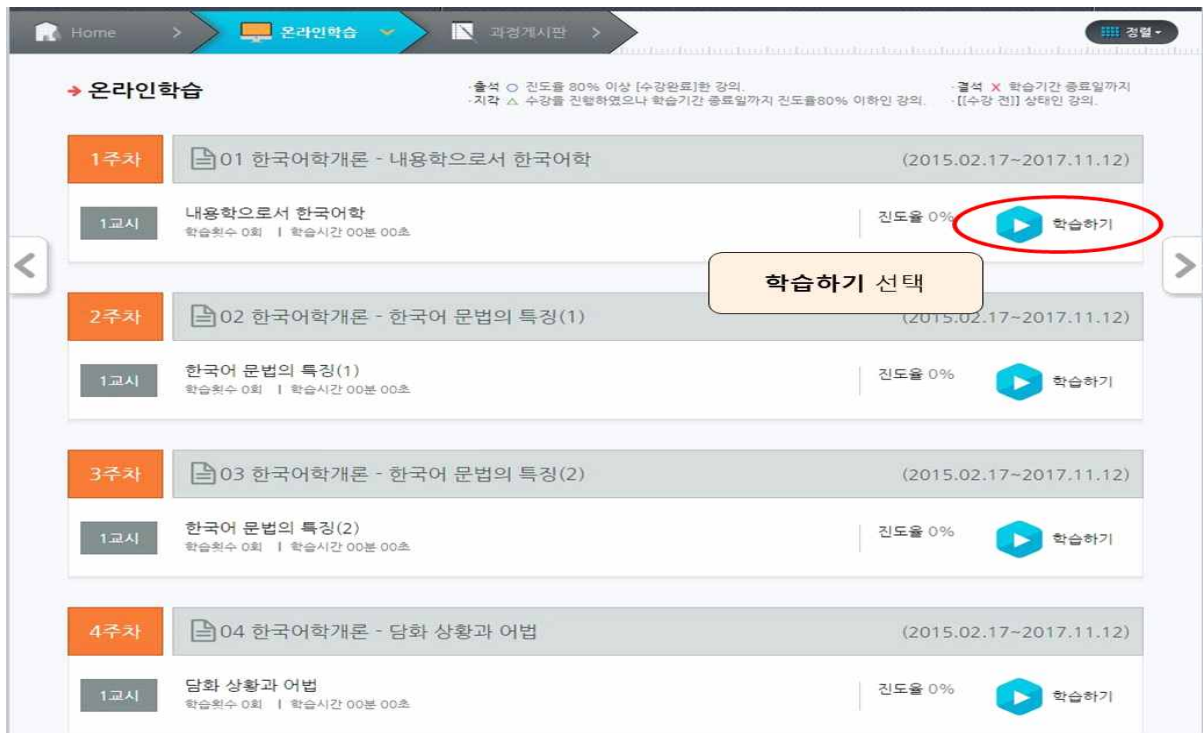 Home > 온라인학습 과정게시판 > 정렬
온라인학습
·출석 ○ 진도율 80% 이상 [수강완료]한 강의. ·결석 X 학습기간 종료일까지
·지각 △ 수강을 진행하였으나 학습기간 종료일까지 진도율80% 이하인 강의. ·[[수강 전]] 상태인 강의.
1주차 01 한국어학개론 - 내용학으로서 한국어학 (2015.02.17~2017.11.12)
1교시 내용학으로서 한국어학 진도율 0% 학습하기
학습횟수 0회 | 학습시간 00분 00초
학습하기 선택
2주차 02 한국어학개론 - 한국어 문법의 특징(1) (2015.02.17~2017.11.12)
1교시 한국어 문법의 특징(1) 진도율 0% 학습하기
학습횟수 0회 | 학습시간 00분 00초
3주차 03 한국어학개론 - 한국어 문법의 특징(2) (2015.02.17~2017.11.12)
1교시 한국어 문법의 특징(2) 진도율 0% 학습하기
학습횟수 0회 | 학습시간 00분 00초
4주차 04 한국어학개론 - 담화 상황과 어법 (2015.02.17~2017.11.12)
1교시 담화 상황과 어법 진도율 0% 학습하기
학습횟수 0회 | 학습시간 00분 00초